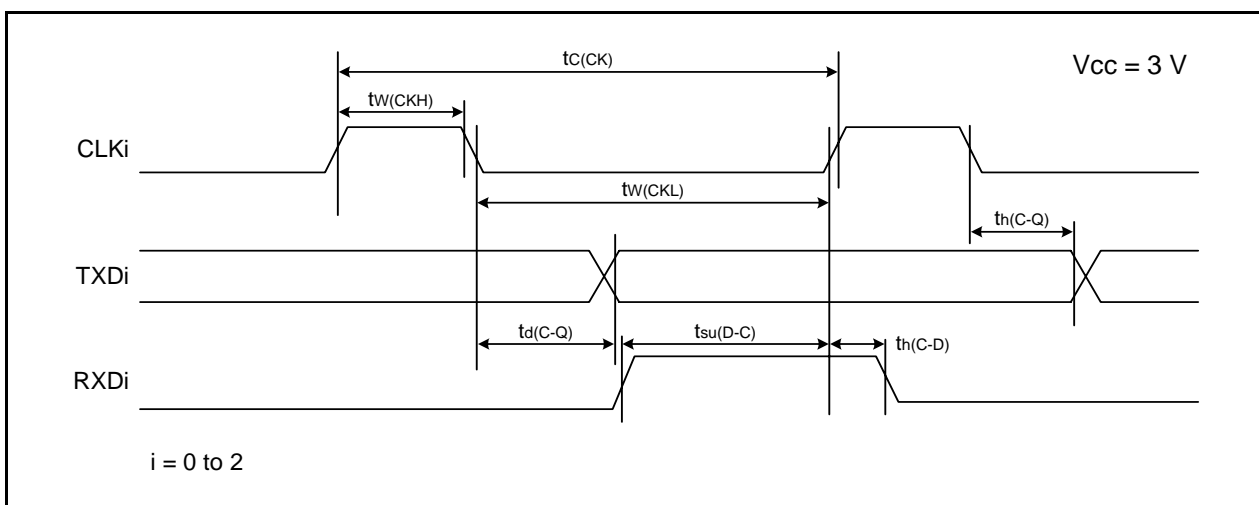 tC(CK)
Vcc = 3 V
tW(CKH)
CLKi
tW(CKL)
th(C-Q)
TXDi
td(C-Q)
tsu(D-C)
th(C-D)
RXDi
i = 0 to 2